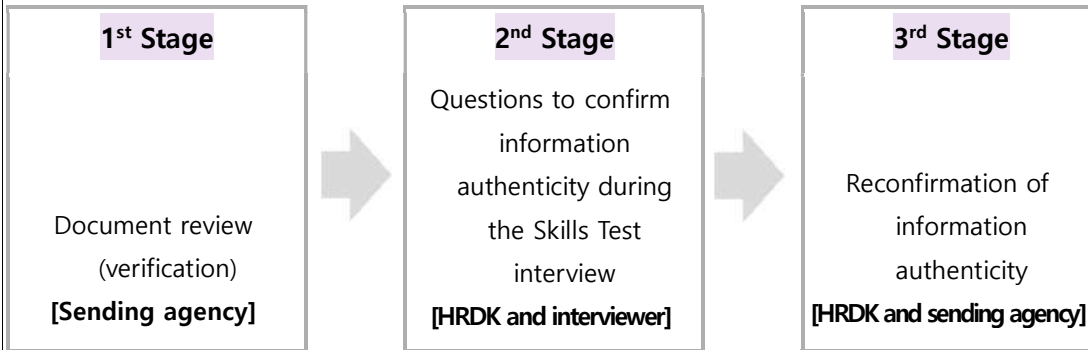 1st Stage
Document review
(verification)
[Sending agency]
2nd Stage
Questions to confirm
information
authenticity during
the Skills Test
interview
[HRDK and interviewer]
3rd Stage
Reconfirmation of
information
authenticity
[HRDK and sending agency]